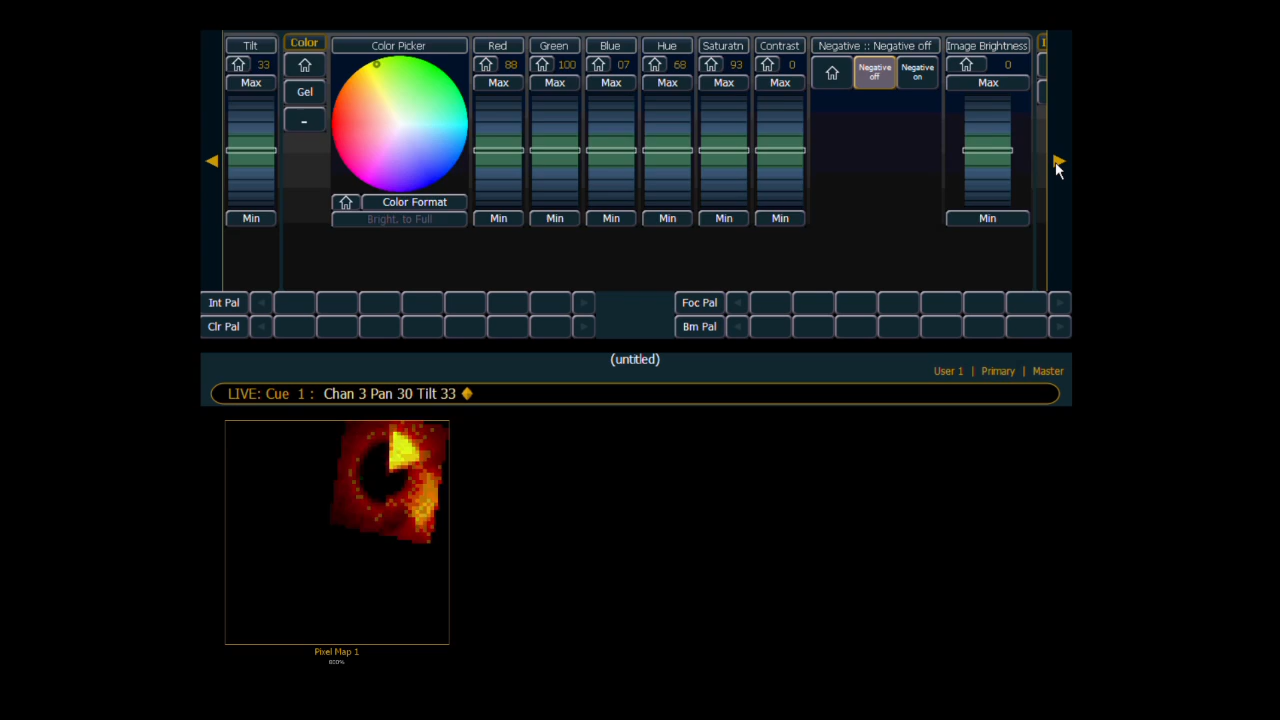 Tilt Color Color Picker Red Green Blue Hue Saturatn Contrast Negative :: Negative off Image Brightness
33 88 100 07 68 93 0 Negative off Negative on 0
Max Max Max Max Max Max Max Max
Gel
-
Color Format
Min Bright. to Full Min Min Min Min Min Min Min
Int Pal Foc Pal
Clr Pal Bm Pal
(untitled)
User 1 | Primary | Master
LIVE: Cue 1 : Chan 3 Pan 30 Tilt 33
Pixel Map 1
800%